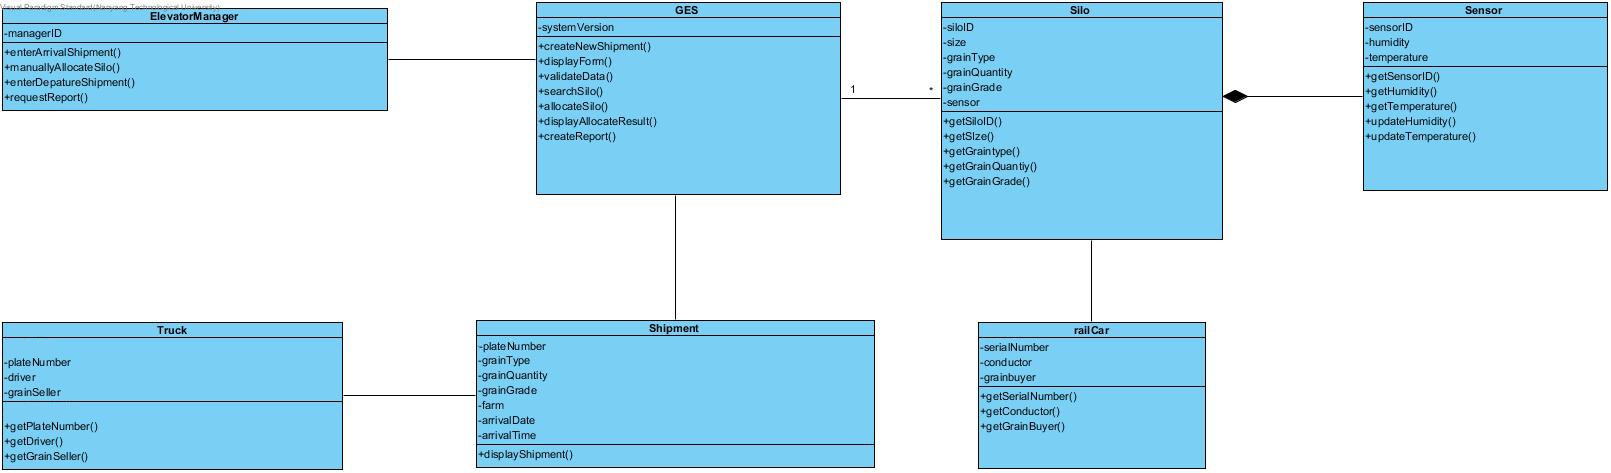 Visual Paradigm Standard(Nanyang Technological University)
ElevatorManager
-managerID
+enterArrivalShipment()
+manuallyAllocateSilo()
+enterDepatureShipment()
+requestReport()
GES
-systemVersion
+createNewShipment()
+displayForm()
+validateData()
+searchSilo()
+allocateSilo()
+displayAllocateResult()
+createReport()
1
*
Silo
-siloID
-size
-grainType
-grainQuantity
-grainGrade
-sensor
+getSiloID()
+getSIze()
+getGraintype()
+getGrainQuantiy()
+getGrainGrade()
Sensor
-sensorID
-humidity
-temperature
+getSensorID()
+getHumidity()
+getTemperature()
+updateHumidity()
+updateTemperature()
Truck
-plateNumber
-driver
-grainSeller
+getPlateNumber()
+getDriver()
+getGrainSeller()
Shipment
-plateNumber
-grainType
-grainQuantity
-grainGrade
-farm
-arrivalDate
-arrivalTime
+displayShipment()
railCar
-serialNumber
-conductor
-grainbuyer
+getSerialNumber()
+getConductor()
+getGrainBuyer()